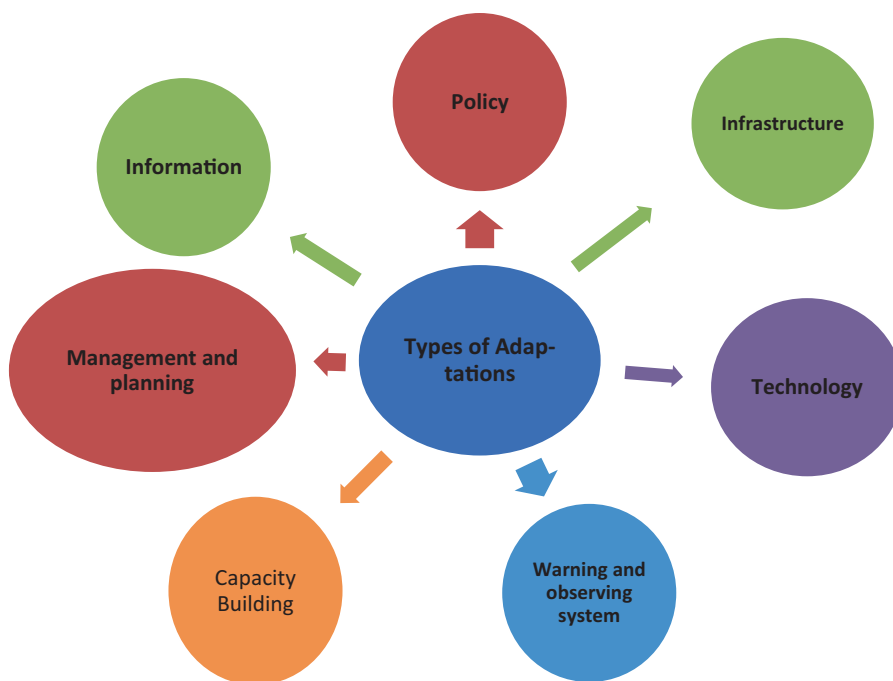 Policy
Infrastructure
Information
Types of Adap-
tations
Management and
planning
Technology
Capacity
Building
Warning and
observing
system